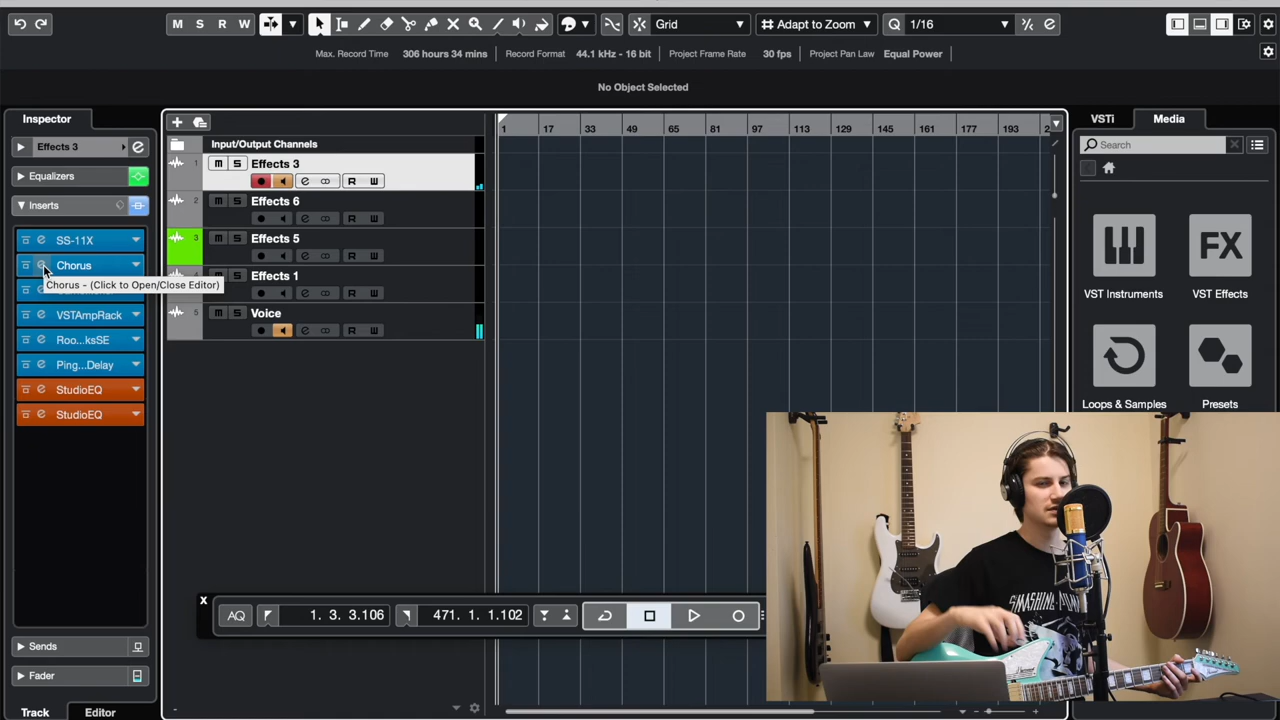 M S R W
Grid
Adapt to Zoom
Q 1/16
Max. Record Time 306 hours 34 mins Record Format 44.1 kHz - 16 bit Project Frame Rate 30 fps Project Pan Law Equal Power
No Object Selected
Inspector
VSTi Media
1 17 33 49 65 81 97 113 129 145 161 177 193 2
Effects 3
Input/Output Channels
Search
1 M S Effects 3
R W
Equalizers
2 M S Effects 6
R W
Inserts
SS-11X
3 M S Effects 5
R W
Chorus
Chorus - (Click to Open/Close Editor)
M S Effects 1
R W
VST Instruments
VST Effects
VSTAmpRack
5 M S Voice
R W
Roo...ksSE
Ping...Delay
StudioEQ
StudioEQ
Loops & Samples
Presets
X
AQ 1. 3. 3.106 471. 1. 1.102
Sends
Fader
Track Editor